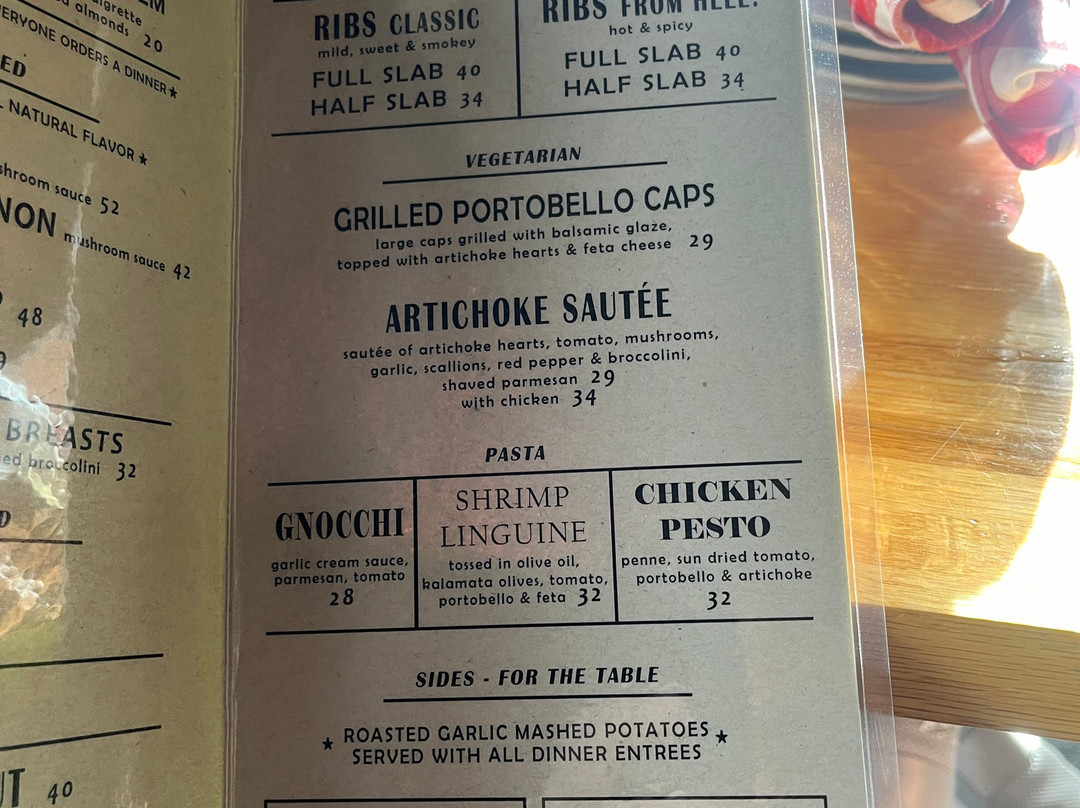 almonds 20
EVERYONE ORDERS A DINNER★
NATURAL FLAVOR ★
sauce 52
mushroom sauce 42
48
BREASTS
broccolini 32
40
RIBS CLASSIC
mild, sweet & smokey
FULL SLAB 40
HALF SLAB 34
RIBS FROM HELL!
hot & spicy
FULL SLAB 40
HALF SLAB 34
VEGETARIAN
GRILLED PORTOBELLO CAPS
large caps grilled with balsamic glaze,
topped with artichoke hearts & feta cheese 29
ARTICHOKE SAUTÉE
sautée of artichoke hearts, tomato, mushrooms,
garlic, scallions, red pepper & broccolini,
shaved parmesan 29
with chicken 34
PASTA
GNOCCHI
garlic cream sauce,
parmesan, tomato
28
SHRIMP
LINGUINE
tossed in olive oil,
kalamata olives, tomato,
portobello & feta 32
CHICKEN
PESTO
penne, sun dried tomato,
portobello & artichoke
32
SIDES - FOR THE TABLE
★ ROASTED GARLIC MASHED POTATOES ★
SERVED WITH ALL DINNER ENTREES